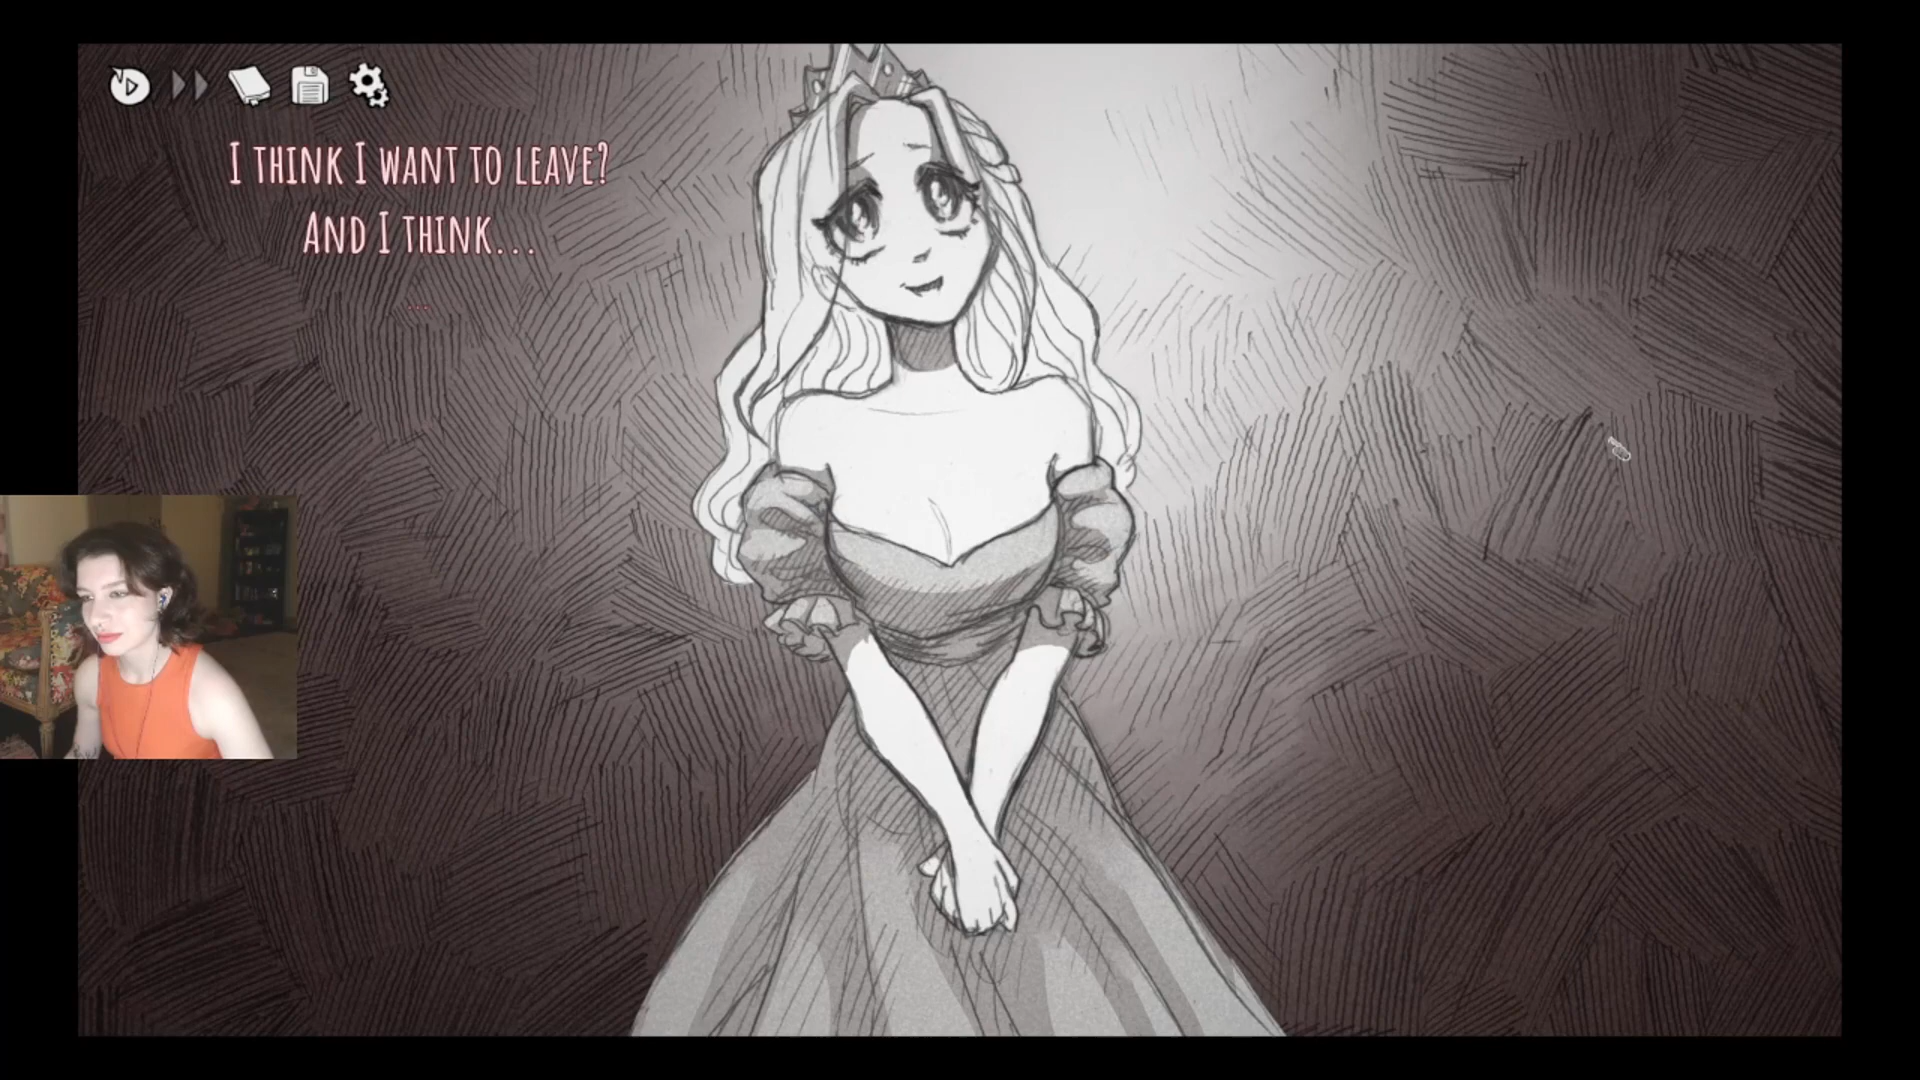 I THINK I WANT TO LEAVE?
AND I THINK...
...